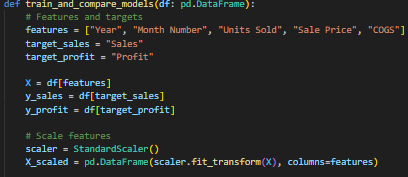 def train_and_compare_models(df: pd.DataFrame):
    # Features and targets
    features = ["Year", "Month Number", "Units Sold", "Sale Price", "COGS"]
    target_sales = "Sales"
    target_profit = "Profit"

    X = df[features]
    y_sales = df[target_sales]
    y_profit = df[target_profit]

    # Scale features
    scaler = StandardScaler()
    X_scaled = pd.DataFrame(scaler.fit_transform(X), columns=features)